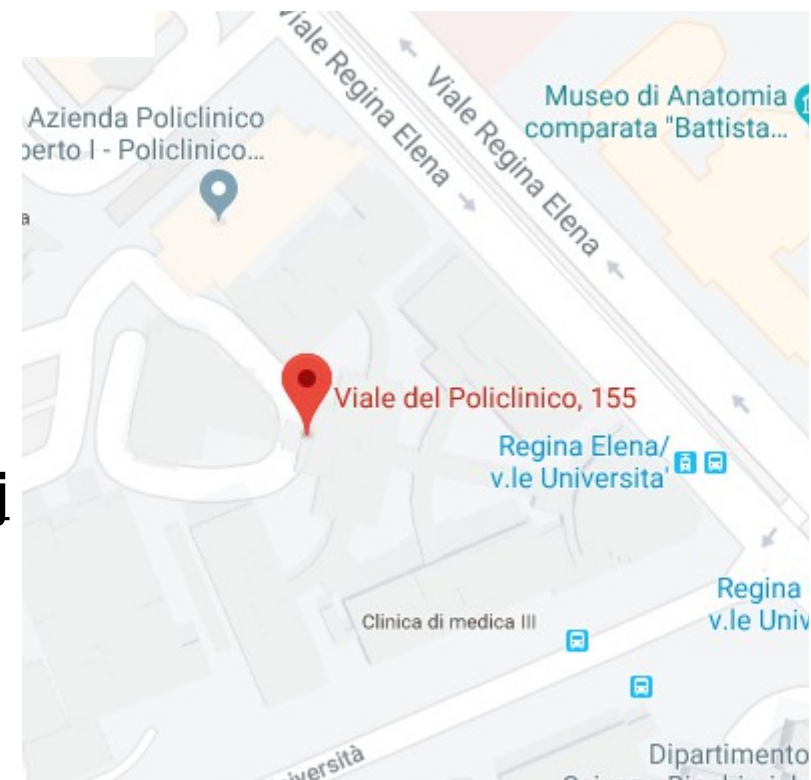 Viale Regina Elena
Viale Regina Elena
Museo di Anatomia
comparata "Battista...
Azienda Policlinico
berto I - Policlinico...
a
Viale del Policlinico, 155
Regina Elena/
v.le Universita'
i
Regina
v.le Univ
Clinica di medica III
Dipartimento
iversità